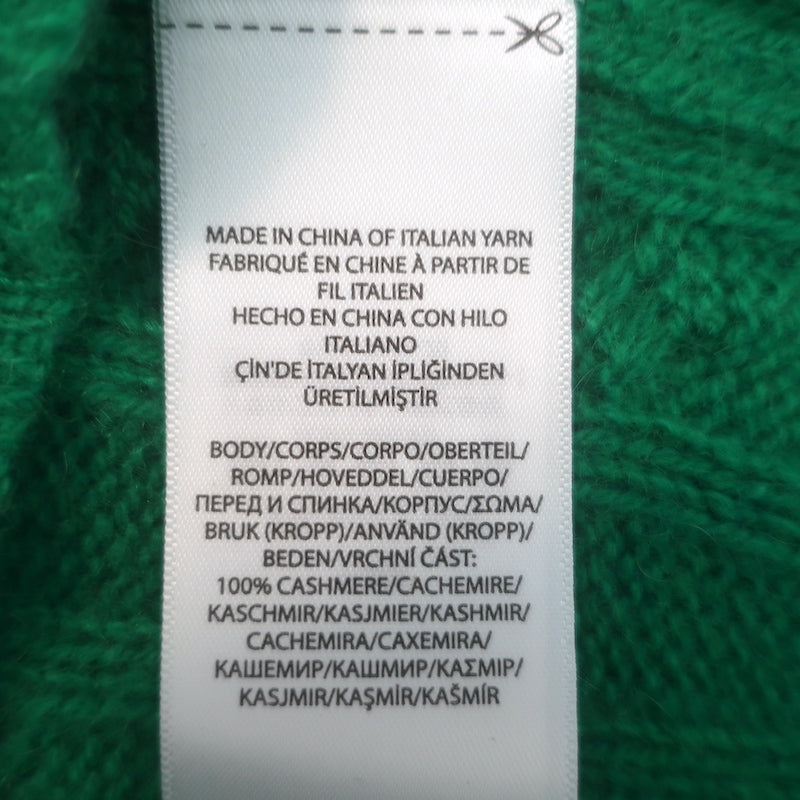 MADE IN CHINA OF ITALIAN YARN
FABRIQUÉ EN CHINE À PARTIR DE
FIL ITALIEN
HECHO EN CHINA CON HILO
ITALIANO
ÇİN'DE İTALYAN İPLİĞİNDEN
ÜRETİLMİŞTİR
BODY/CORPS/CORPO/OBERTEIL/
ROMP/HOVEDDEL/CUERPO/
ПЕРЕД И СПИНКА/КОРПУС/ΣΩΜΑ/
BRUK (KROPP)/ANVÄND (KROPP)/
BEDEN/VRCHNÍ ČÁST:
100% CASHMERE/CACHEMIRE/
KASCHMIR/KASJMIER/KASHMIR/
CACHEMIRA/CAXEMIRA/
КАШЕМИР/КАШМИР/ΚΑΣΜΙΡ/
KASJMIR/KAŞMİR/KAŠMÍR